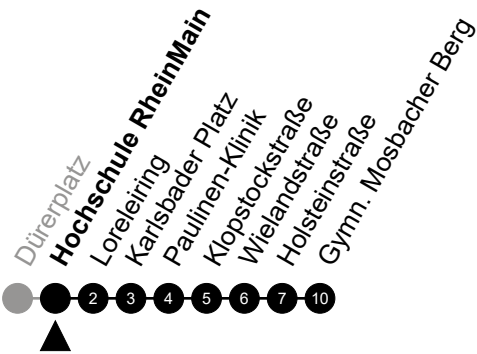 Dürerplatz
Hochschule RheinMain
Loreleiring
Karlsbader Platz
Paulinen-Klinik
Klopstockstraße
Wielandstraße
Holsteinstraße
Gymn. Mosbacher Berg
2 3 4 5 6 7 10